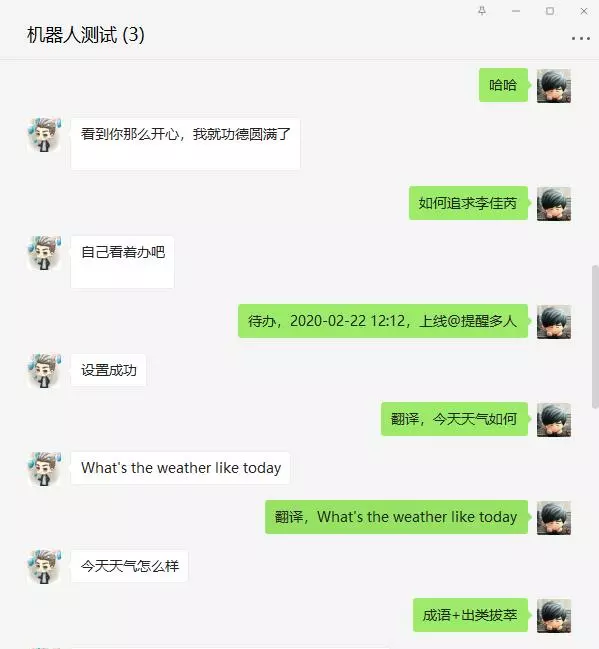 机器人测试 (3)
哈哈
看到你那么开心，我就功德圆满了
如何追求李佳芮
自己看着办吧
待办，2020-02-22 12:12，上线@提醒多人
设置成功
翻译，今天天气如何
What's the weather like today
翻译，What's the weather like today
今天天气怎么样
成语+出类拔萃